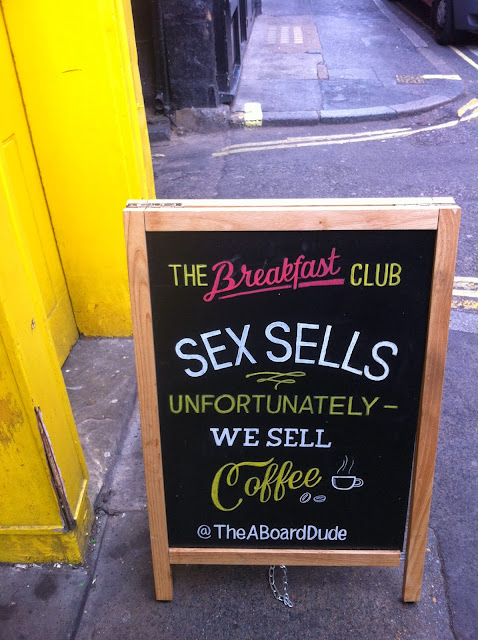 THE Breakfast CLUB
SEX SELLS
UNFORTUNATELY –
WE SELL
Coffee
@TheABoardDude